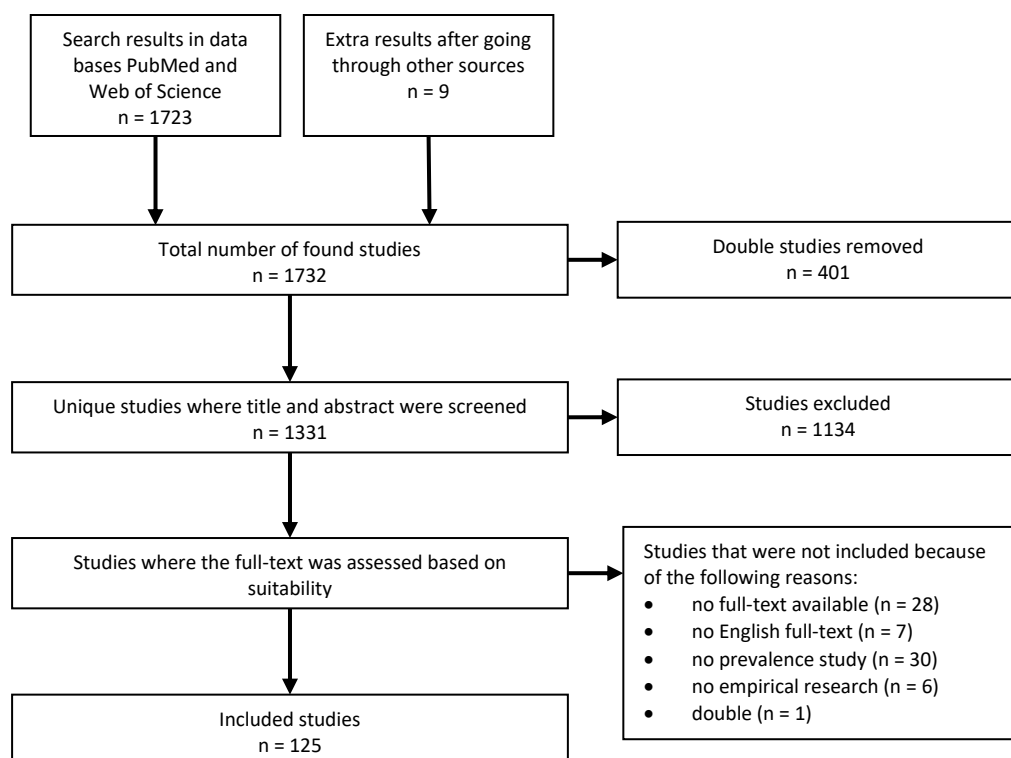 Search results in data
bases PubMed and
Web of Science
n = 1723
Extra results after going
through other sources
n = 9
Total number of found studies
n = 1732
Double studies removed
n = 401
Unique studies where title and abstract were screened
n = 1331
Studies excluded
n = 1134
Studies where the full-text was assessed based on
suitability
Studies that were not included because
of the following reasons:
• no full-text available (n = 28)
• no English full-text (n = 7)
• no prevalence study (n = 30)
• no empirical research (n = 6)
• double (n = 1)
Included studies
n = 125